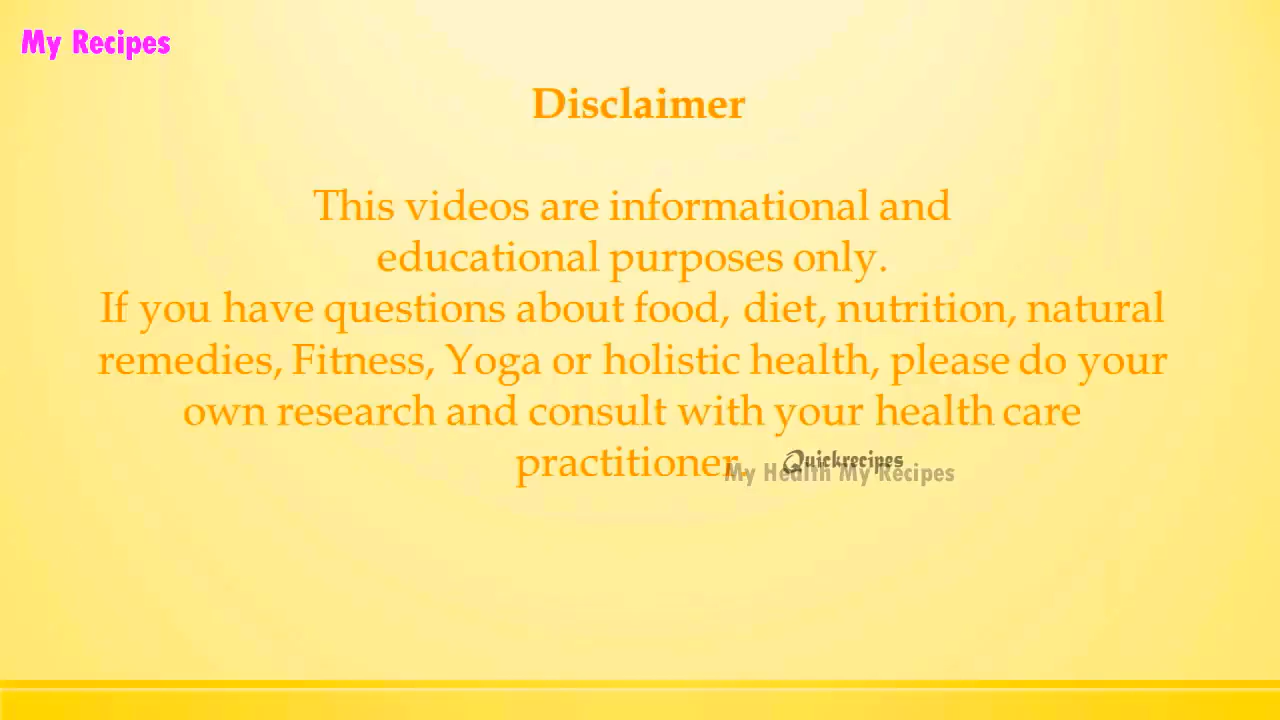 My Recipes
Disclaimer
This videos are informational and
educational purposes only.
If you have questions about food, diet, nutrition, natural
remedies, Fitness, Yoga or holistic health, please do your
own research and consult with your health care
practitioner.
Quickrecipes
My Health My Recipes